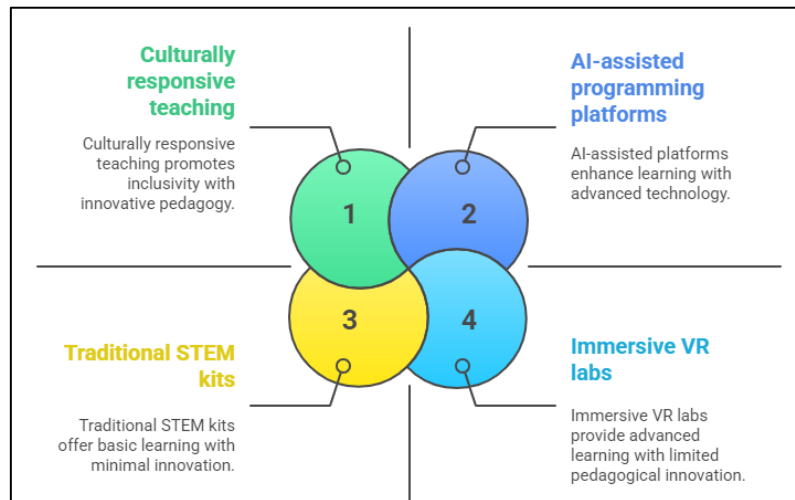 Culturally
responsive
teaching
Culturally responsive
teaching promotes
inclusivity with
innovative pedagogy.
AI-assisted
programming
platforms
AI-assisted platforms
enhance learning with
advanced technology.
1
2
3
4
Traditional STEM
kits
Traditional STEM kits
offer basic learning with
minimal innovation.
Immersive VR
labs
Immersive VR labs
provide advanced
learning with limited
pedagogical innovation.